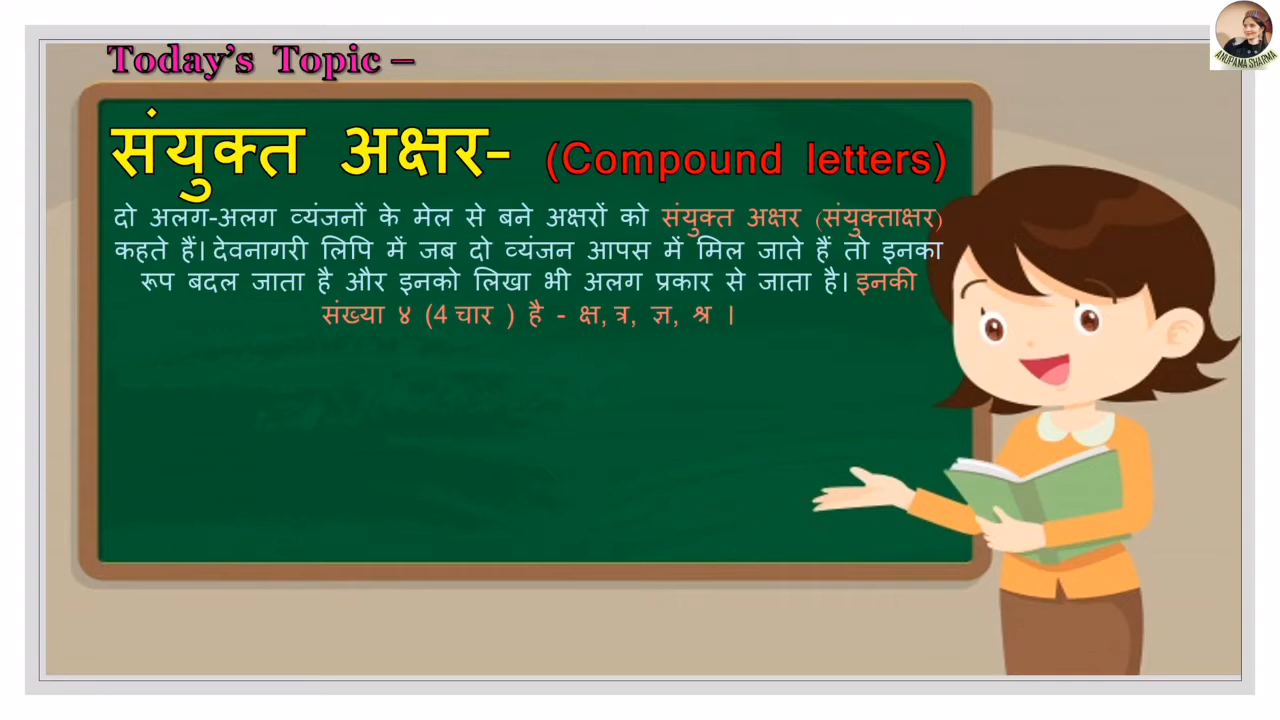 Today's Topic –
संयुक्त अक्षर- (Compound letters)
दो अलग-अलग व्यंजनों के मेल से बने अक्षरों को संयुक्त अक्षर (संयुक्ताक्षर)
कहते हैं। देवनागरी लिपि में जब दो व्यंजन आपस में मिल जाते हैं तो इनका
रूप बदल जाता है और इनको लिखा भी अलग प्रकार से जाता है। इनकी
संख्या ४ (4 चार ) है - क्ष, त्र, ज्ञ, श्र ।
ANUPAMA SHARMA